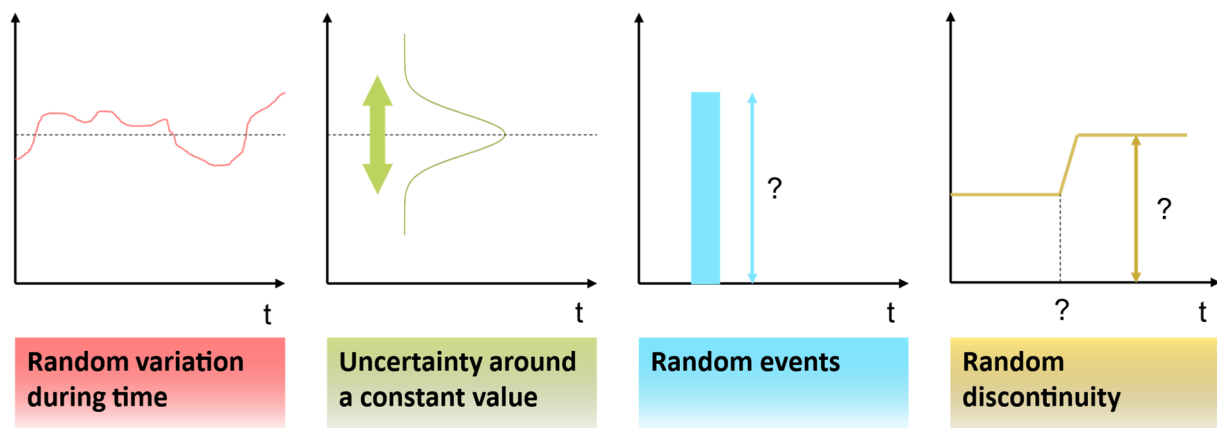 ?
?
t
t
t
?
t
Random variation
during time
Uncertainty around
a constant value
Random events
Random
discontinuity